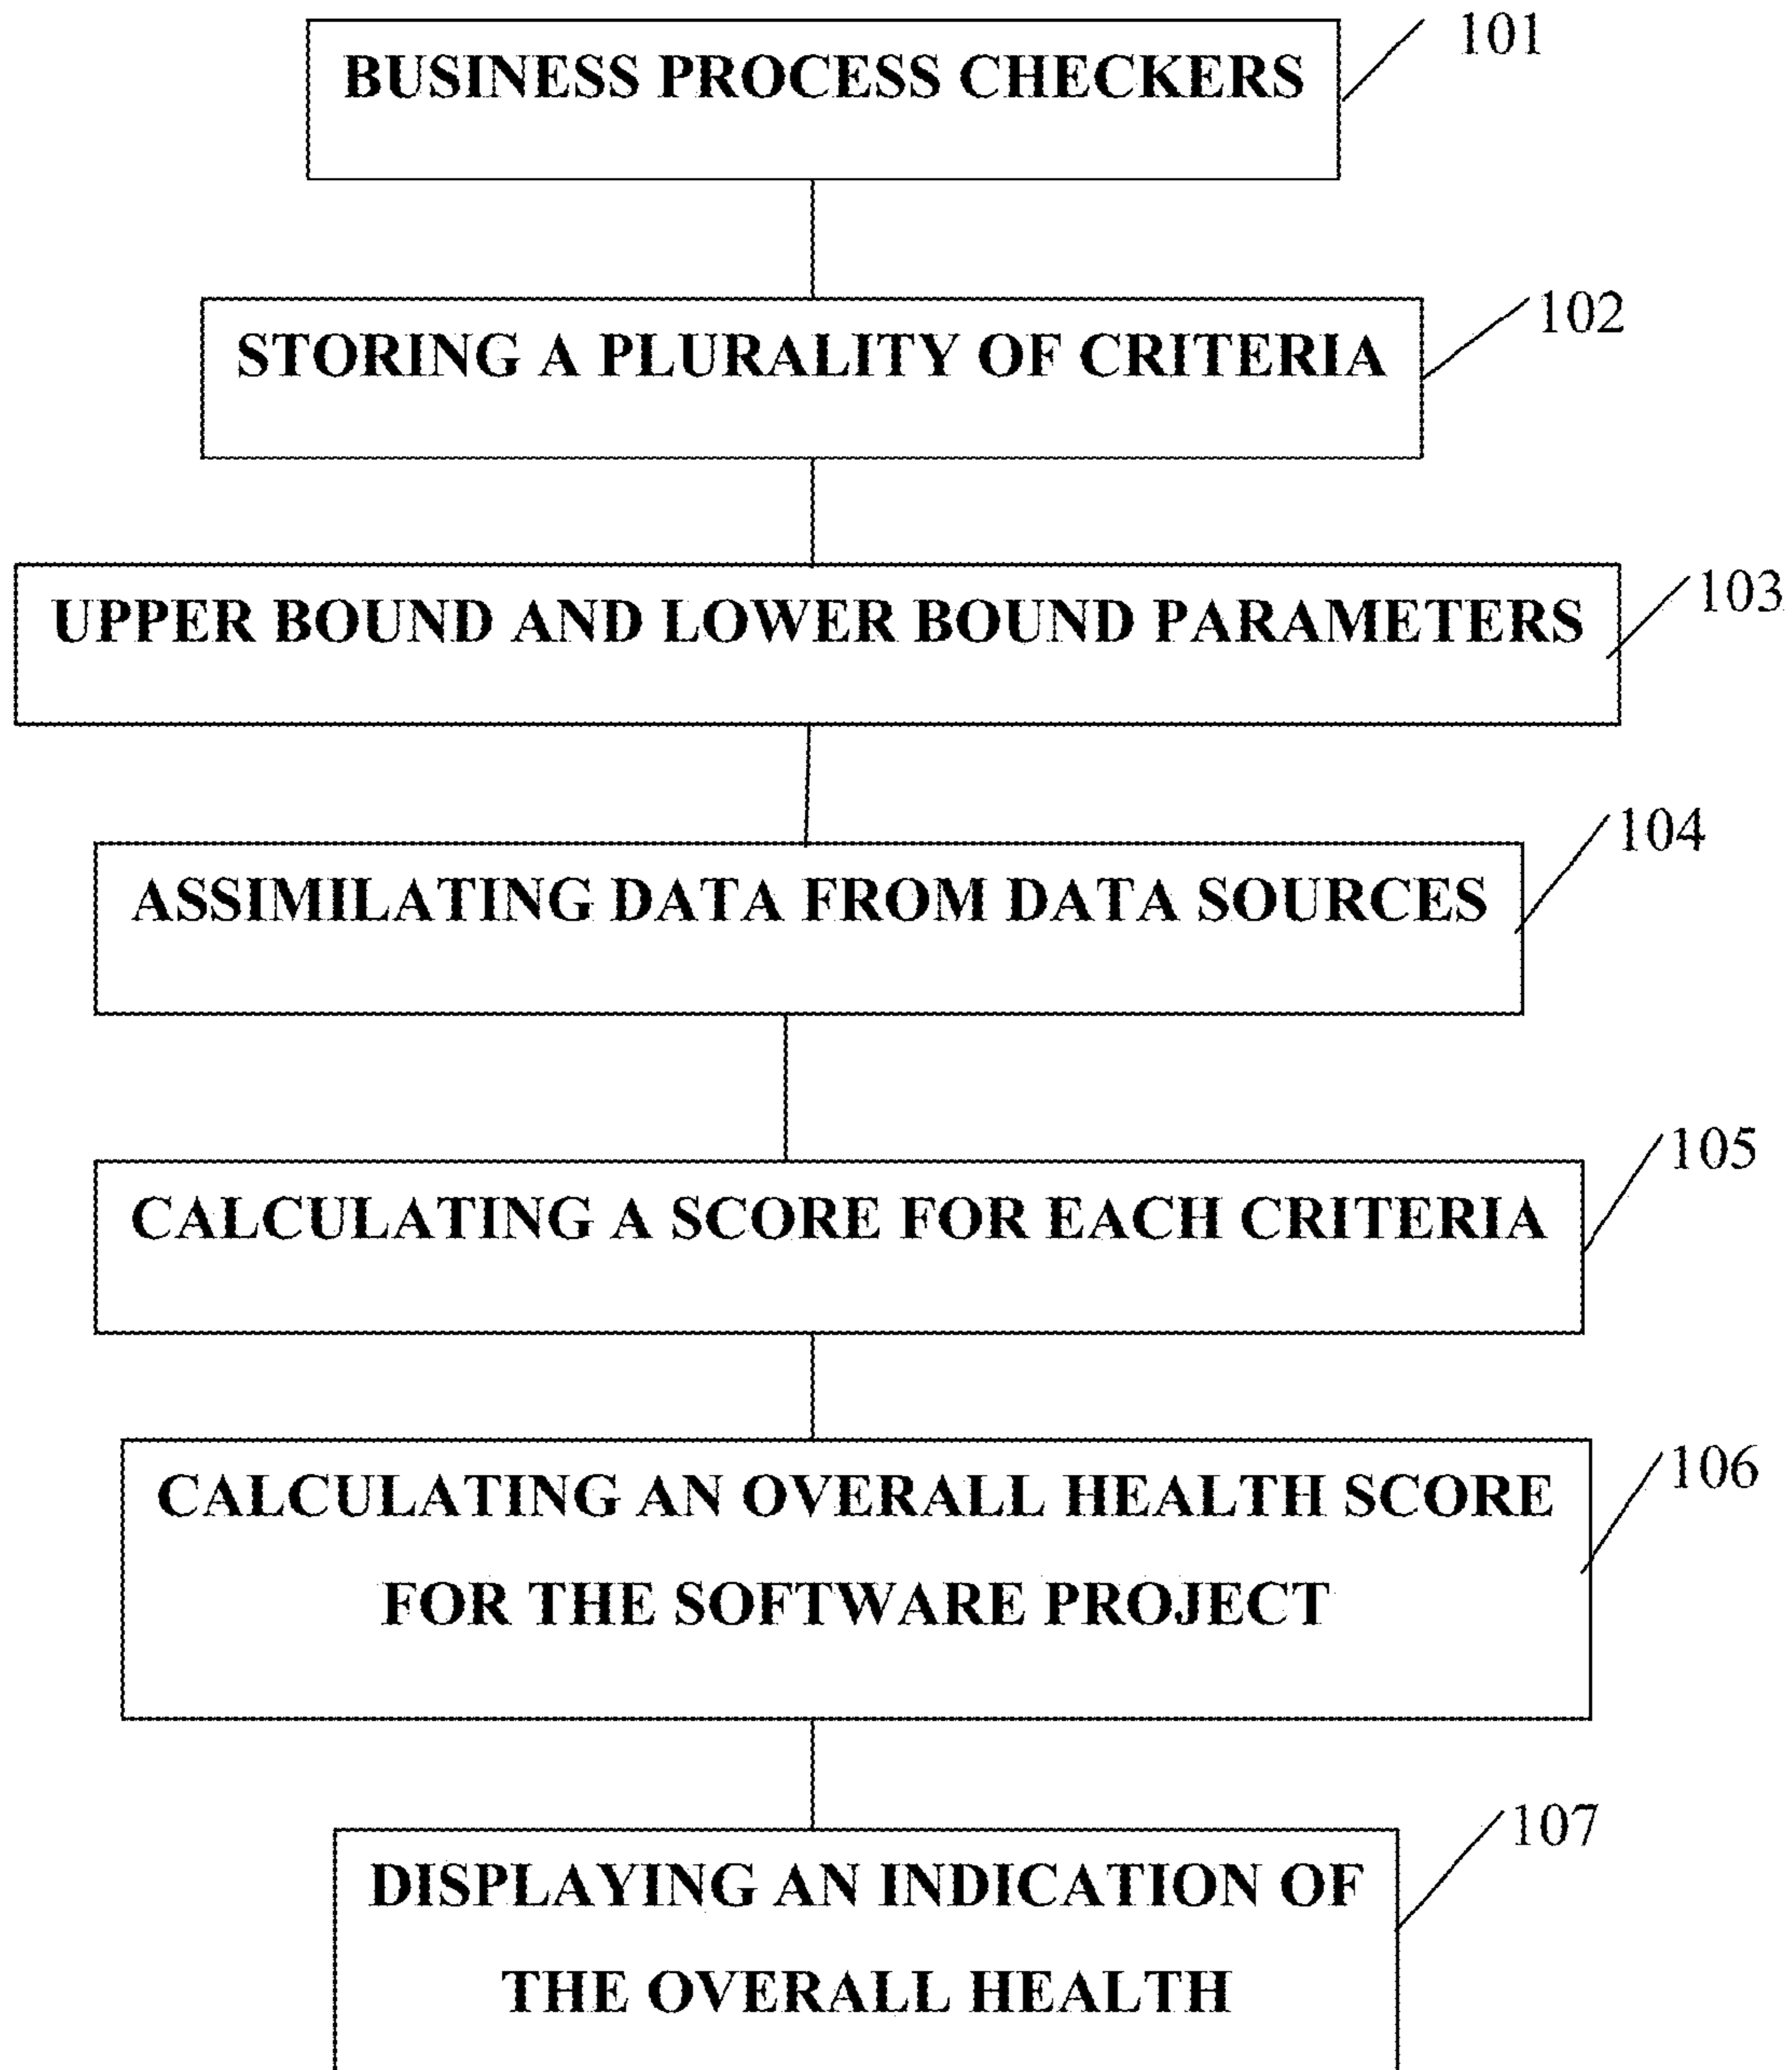 BUSINESS PROCESS CHECKERS
101
STORING A PLURALITY OF CRITERIA
102
UPPER BOUND AND LOWER BOUND PARAMETERS
103
ASSIMILATING DATA FROM DATA SOURCES
104
CALCULATING A SCORE FOR EACH CRITERIA
105
CALCULATING AN OVERALL HEALTH SCORE
FOR THE SOFTWARE PROJECT
106
DISPLAYING AN INDICATION OF
THE OVERALL HEALTH
107